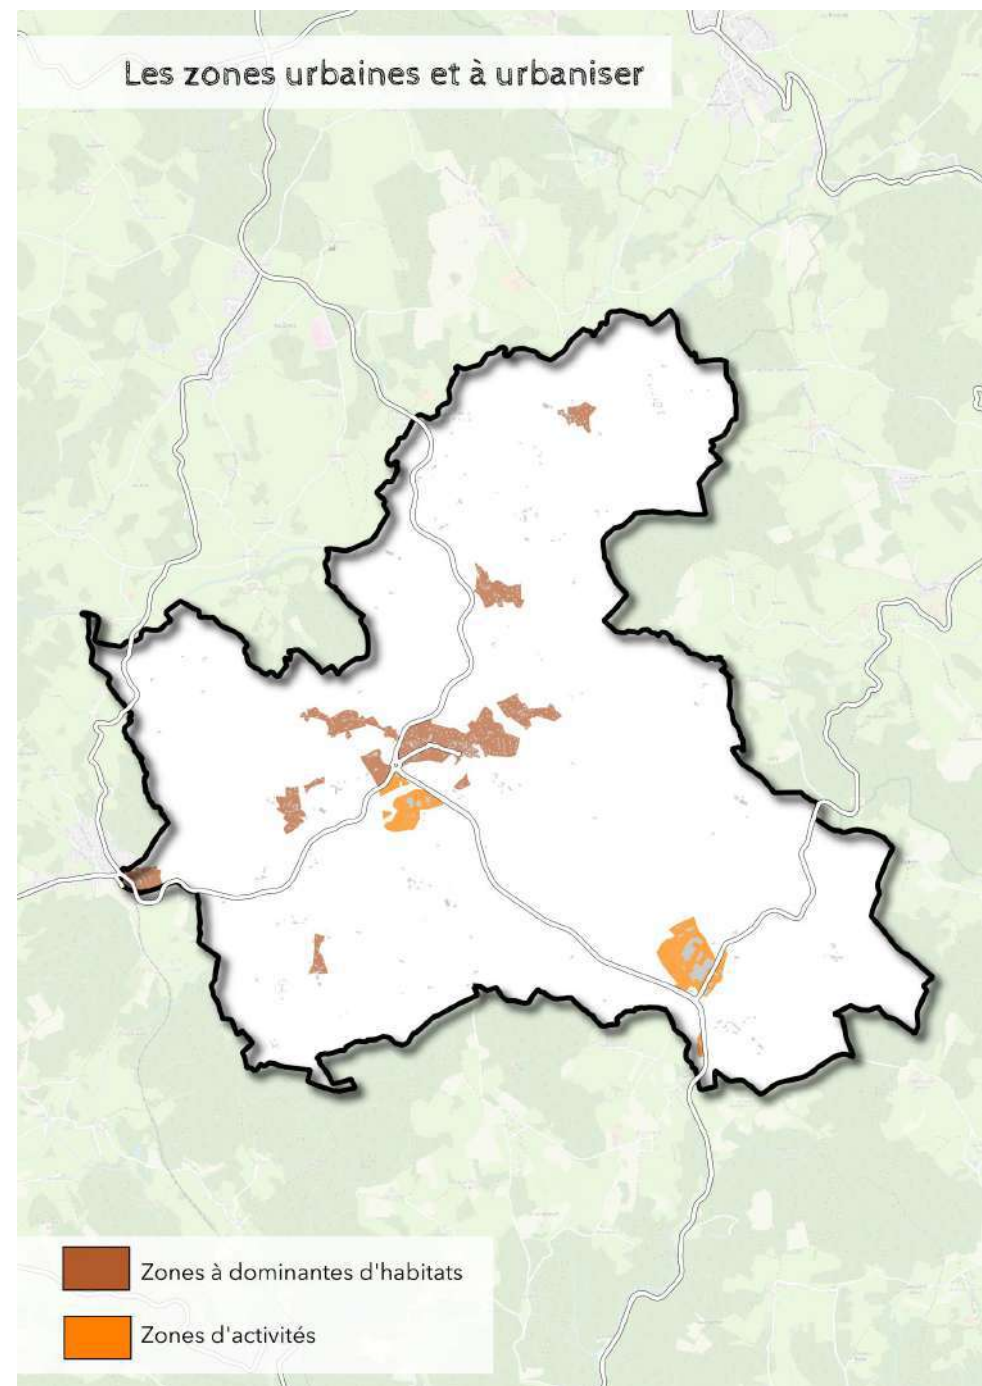 Les zones urbaines et à urbaniser
Zones à dominantes d'habitats
Zones d'activités